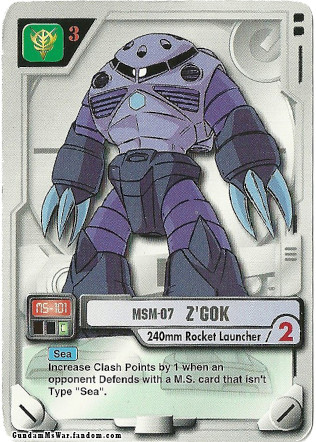 3
MS-101
C
MSM-07 Z'GOK
240mm Rocket Launcher / 2
Sea
Increase Clash Points by 1 when an
opponent Defends with a M.S. card that isn't
Type "Sea".
GundamMsWar.fandom.com